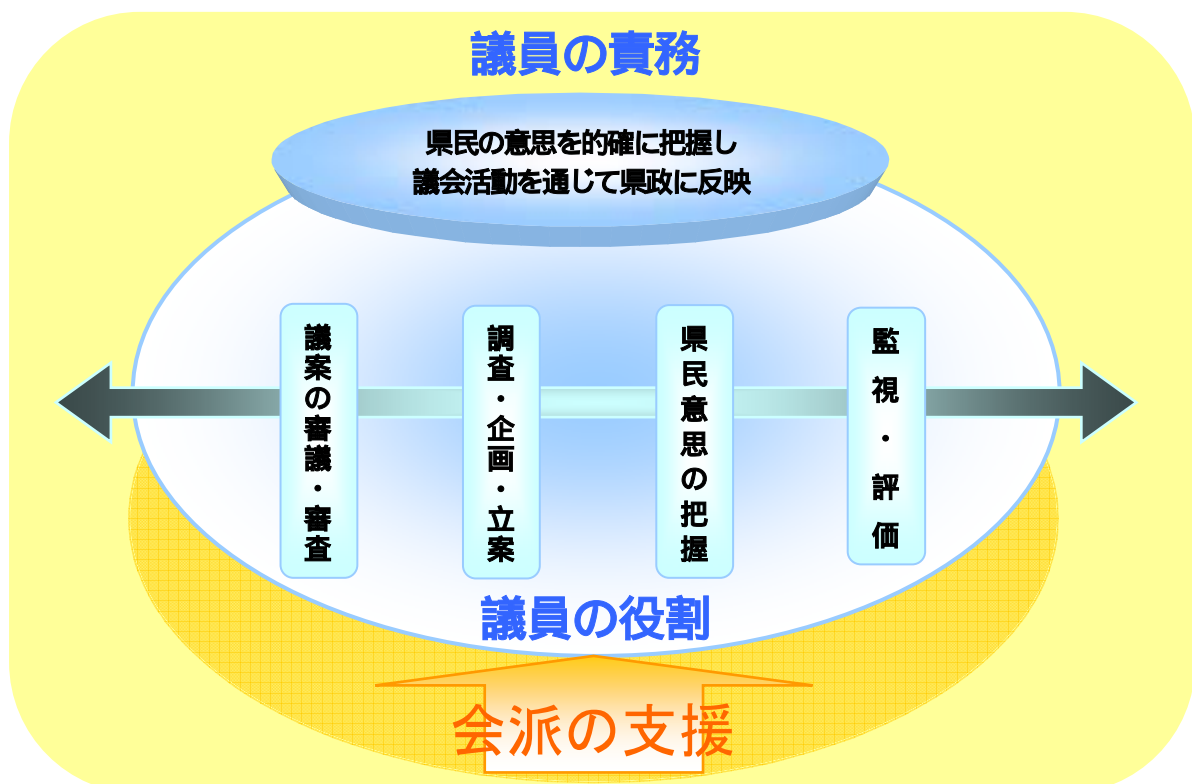 議員の責務
県民の意思を的確に把握し
議会活動を通じて県政に反映
議案の審議・審査
調査・企画・立案
県民意思の把握
監視・評価
議員の役割
会派の支援